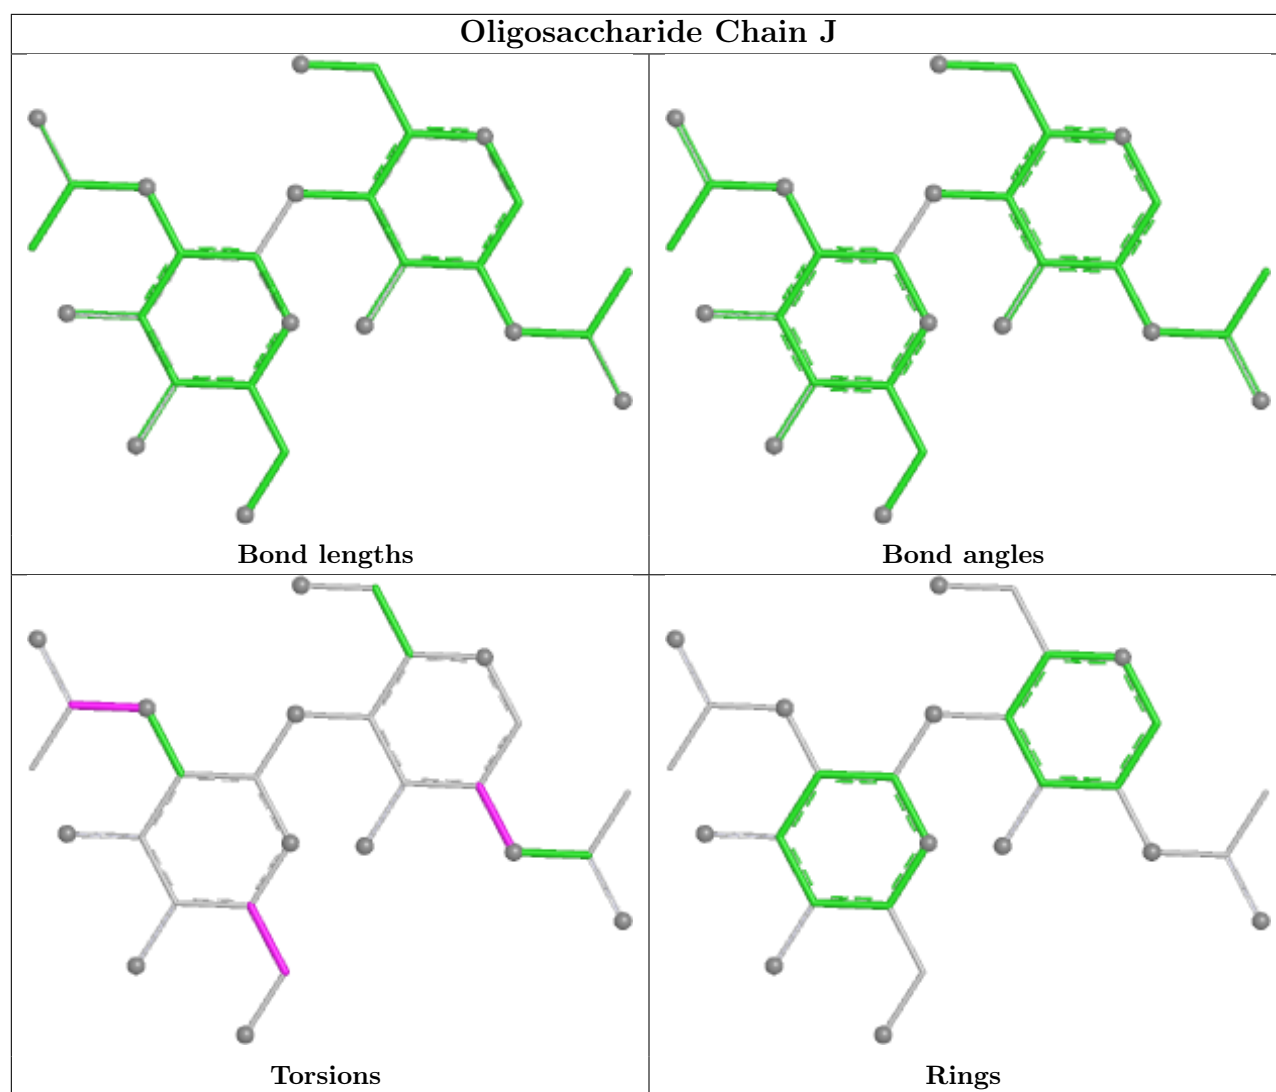 Oligosaccharide Chain J
Bond lengths
Bond angles
Torsions
Rings